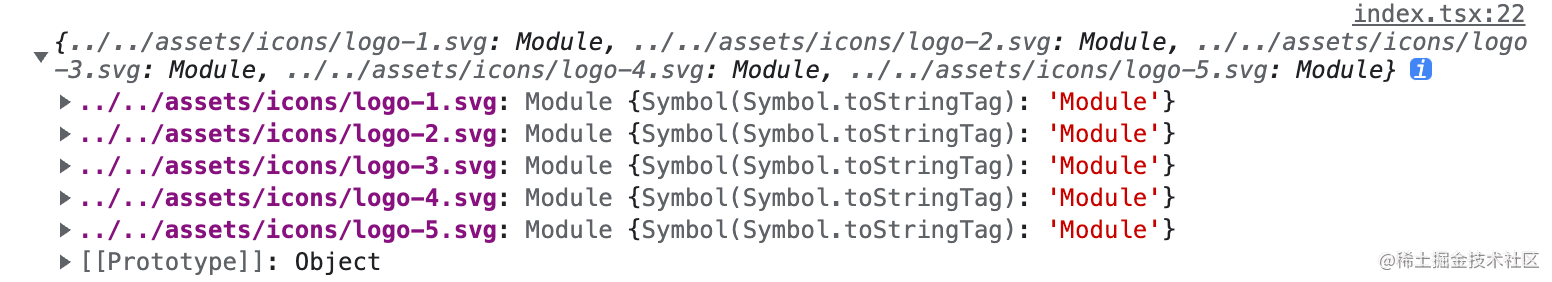 index.tsx:22
{../../assets/icons/logo-1.svg: Module, ../../assets/icons/logo-2.svg: Module, ../../assets/icons/logo
-3.svg: Module, ../../assets/icons/logo-4.svg: Module, ../../assets/icons/logo-5.svg: Module} i
../../assets/icons/logo-1.svg: Module {Symbol(Symbol.toStringTag): 'Module'}
../../assets/icons/logo-2.svg: Module {Symbol(Symbol.toStringTag): 'Module'}
../../assets/icons/logo-3.svg: Module {Symbol(Symbol.toStringTag): 'Module'}
../../assets/icons/logo-4.svg: Module {Symbol(Symbol.toStringTag): 'Module'}
../../assets/icons/logo-5.svg: Module {Symbol(Symbol.toStringTag): 'Module'}
[[Prototype]]: Object
@稀土掘金技术社区